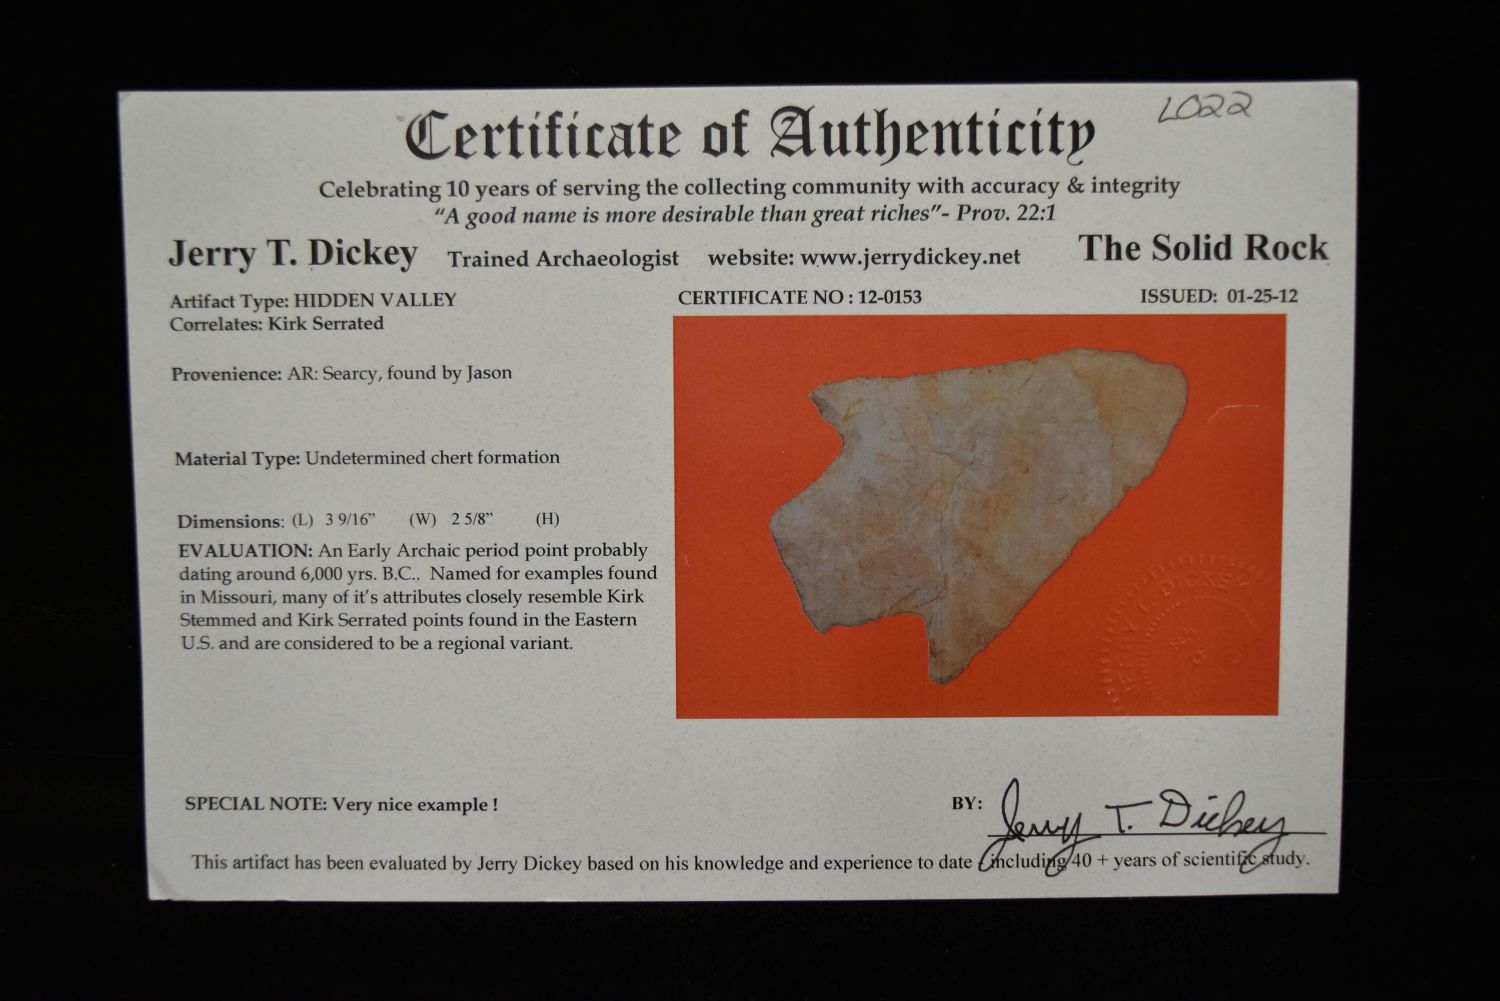 LO22
Certificate of Authenticity
Celebrating 10 years of serving the collecting community with accuracy & integrity
“A good name is more desirable than great riches”- Prov. 22:1
Jerry T. Dickey Trained Archaeologist website: www.jerrydickey.net The Solid Rock
Artifact Type: HIDDEN VALLEY
Correlates: Kirk Serrated
CERTIFICATE NO : 12-0153 ISSUED: 01-25-12
Provenience: AR: Searcy, found by Jason
Material Type: Undetermined chert formation
Dimensions: (L) 3 9/16” (W) 2 5/8” (H)
EVALUATION: An Early Archaic period point probably
dating around 6,000 yrs. B.C.. Named for examples found
in Missouri, many of it’s attributes closely resemble Kirk
Stemmed and Kirk Serrated points found in the Eastern
U.S. and are considered to be a regional variant.
JERRY T. DICKEY
SPECIAL NOTE: Very nice example !
BY: Jerry T. Dickey
This artifact has been evaluated by Jerry Dickey based on his knowledge and experience to date - including 40 + years of scientific study.